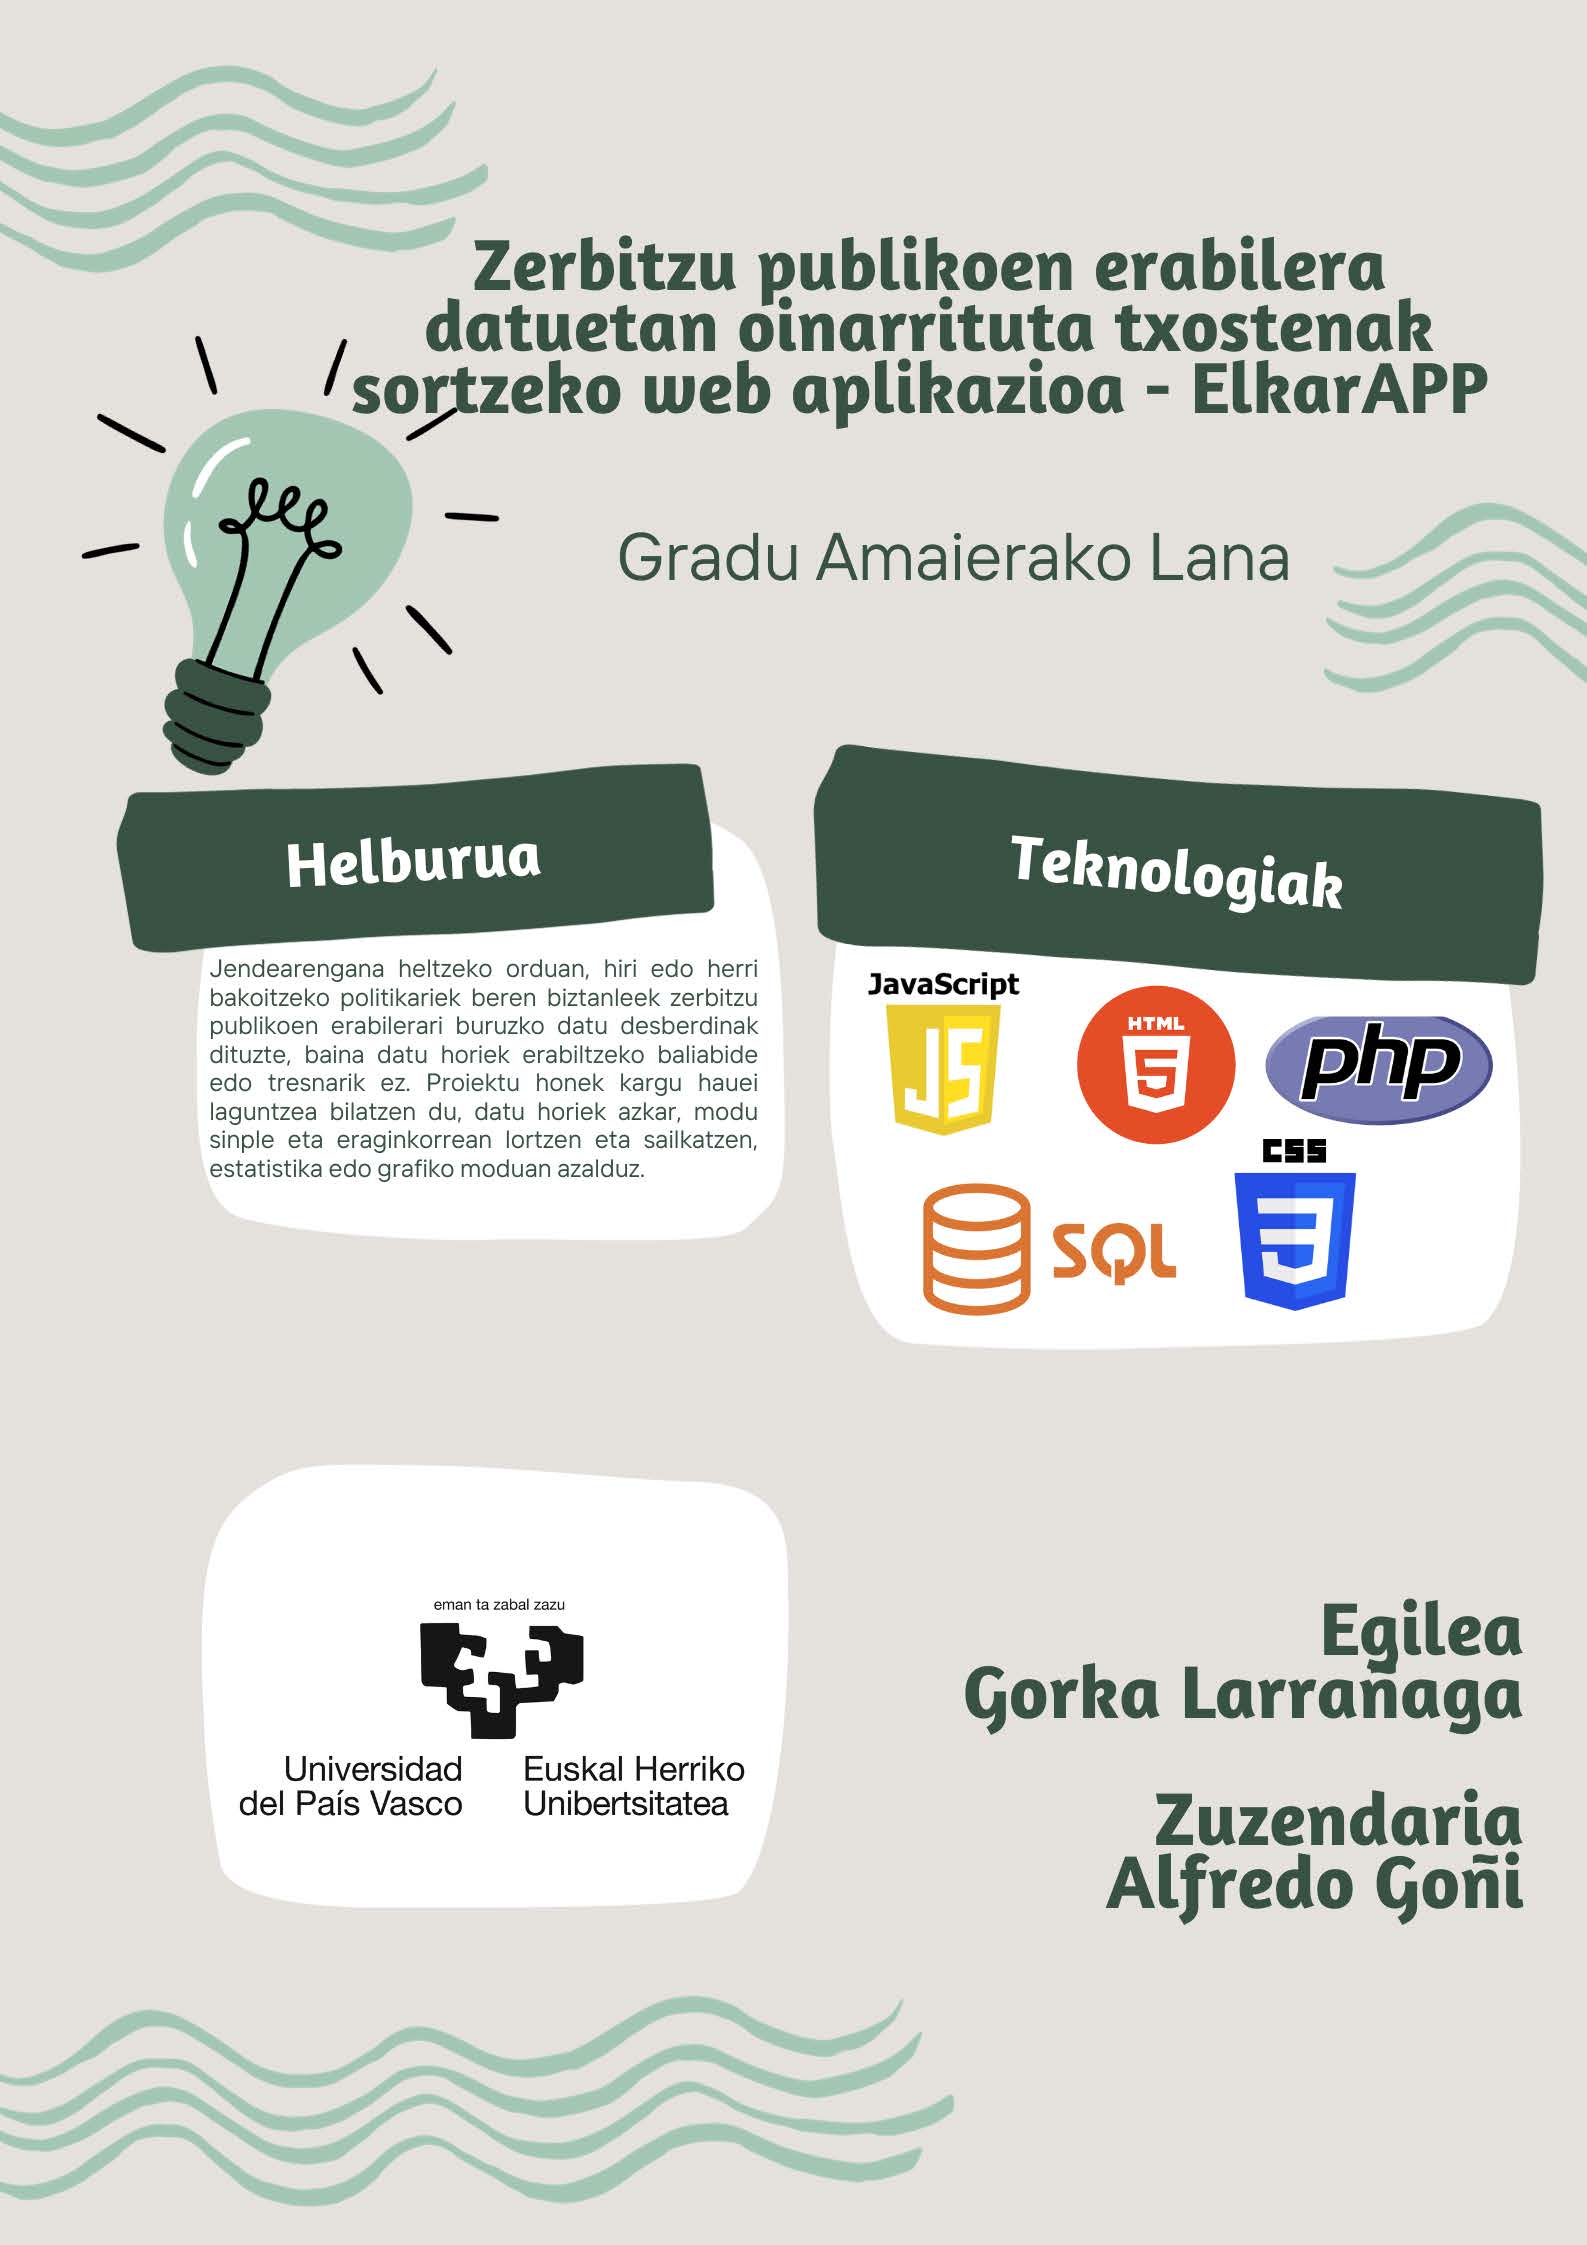 Zerbitzu publikoen erabilera
datuetan oinarrituta txostenak
sortzeko web aplikazioa - ElkarAPP
Gradu Amaierako Lana
Helburua
Jendearengana heltzeko orduan, hiri edo herri
bakoitzeko politikariek beren biztanleek zerbitzu
publikoen erabilerari buruzko datu desberdinak
dituzte, baina datu horiek erabiltzeko baliabide
edo tresnarik ez. Proiektu honek kargu hauei
laguntzea bilatzen du, datu horiek azkar, modu
sinple eta eraginkorrean lortzen eta sailkatzen,
estatistika edo grafiko moduan azalduz.
Teknologiak
JavaScript
JS
HTML
5
php
SQL
CSS
3
eman ta zabal zazu
Universidad
del País Vasco
Euskal Herriko
Unibertsitatea
Egilea
Gorka Larrañaga
Zuzendaria
Alfredo Goñi